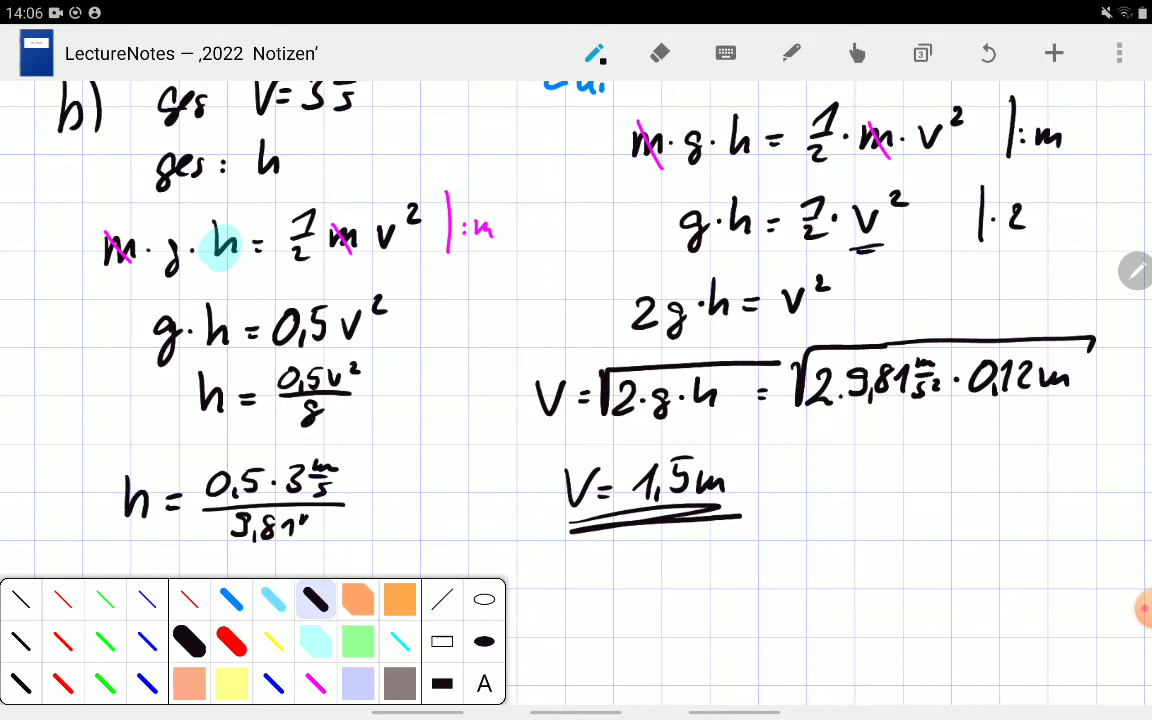 14:06
LectureNotes — ‚2022 Notizen’
3
b) ges V = 3 m/s
ges: h
m · g · h = 1/2 m v² |:m
g · h = 0,5 v²
h = 0,5v²/g
h = 0,5 · 3 m/s / 9,81
m · g · h = 1/2 · m · v² |:m
g · h = 1/2 · v² |· 2
2g · h = v²
V = √2 · g · h = √2 · 9,81 m/s² · 0,12 m
V = 1,5 m
A